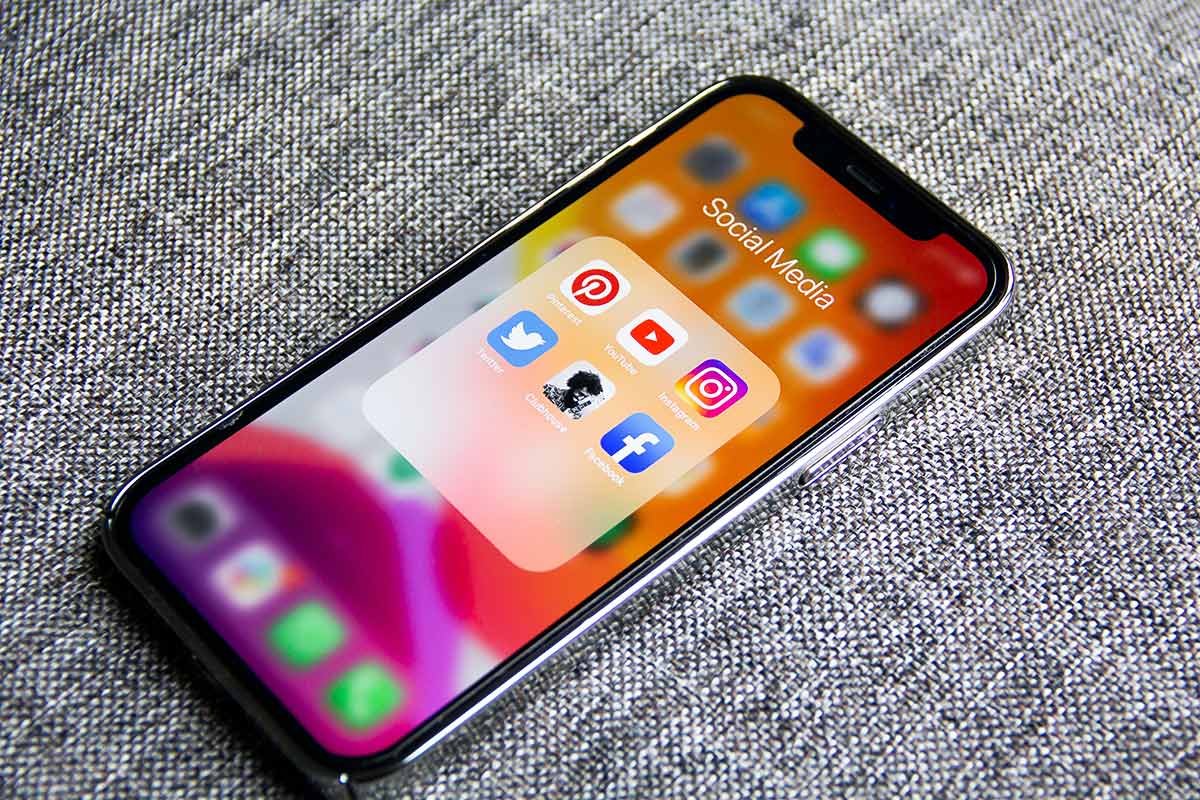 Social Media
Pinterest
YouTube
Instagram
Twitter
Clubhouse
Facebook